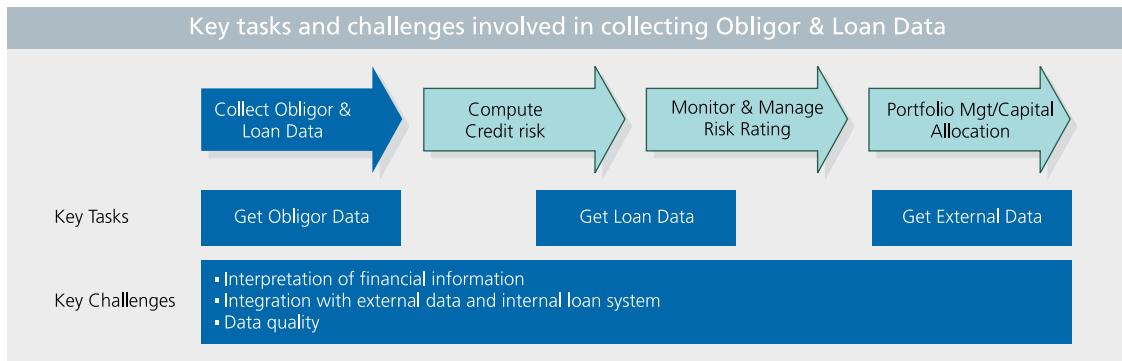 Key tasks and challenges involved in collecting Obligor & Loan Data
Collect Obligor &
Loan Data
Compute
Credit risk
Monitor & Manage
Risk Rating
Portfolio Mgt/Capital
Allocation
Key Tasks
Get Obligor Data
Get Loan Data
Get External Data
Key Challenges
▪ Interpretation of financial information
▪ Integration with external data and internal loan system
▪ Data quality